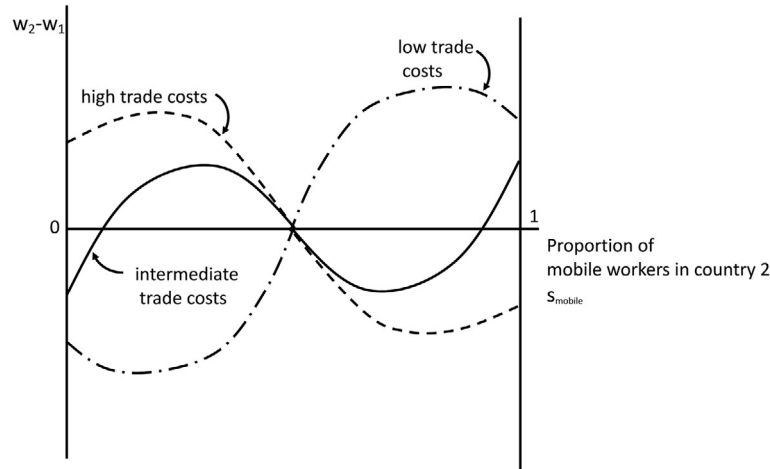 w₂-w₁
low trade
costs
high trade costs
0
1
Proportion of
mobile workers in country 2
sₘₒbᵢₗₑ
intermediate
trade costs